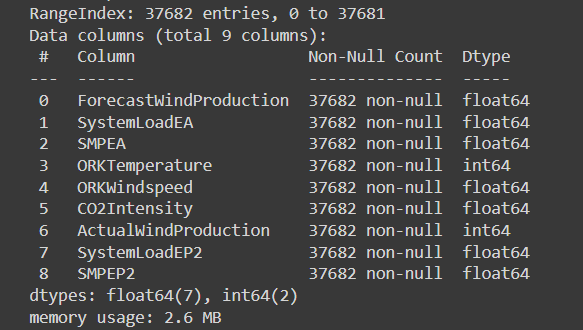 RangeIndex: 37682 entries, 0 to 37681
Data columns (total 9 columns):
 #   Column                  Non-Null Count  Dtype
---  ------                  --------------  -----
 0   ForecastWindProduction  37682 non-null  float64
 1   SystemLoadEA            37682 non-null  float64
 2   SMPEA                   37682 non-null  float64
 3   ORKTemperature          37682 non-null  int64
 4   ORKWindspeed            37682 non-null  float64
 5   CO2Intensity            37682 non-null  float64
 6   ActualWindProduction    37682 non-null  int64
 7   SystemLoadEP2           37682 non-null  float64
 8   SMPEP2                  37682 non-null  float64
dtypes: float64(7), int64(2)
memory usage: 2.6 MB